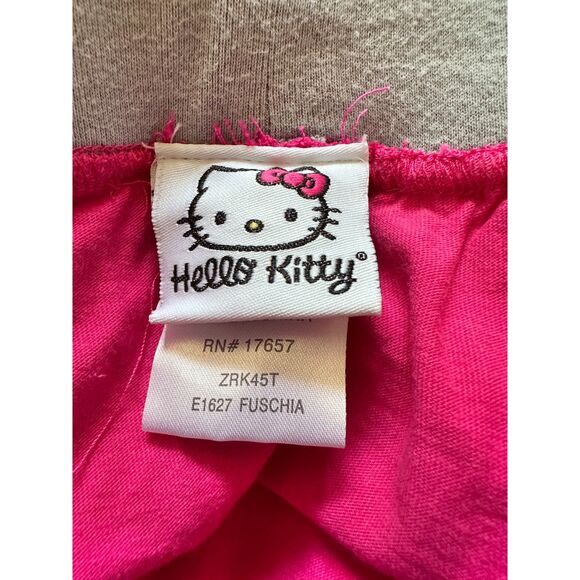 Hello Kitty®
RN# 17657
ZRK45T
E1627 FUSCHIA